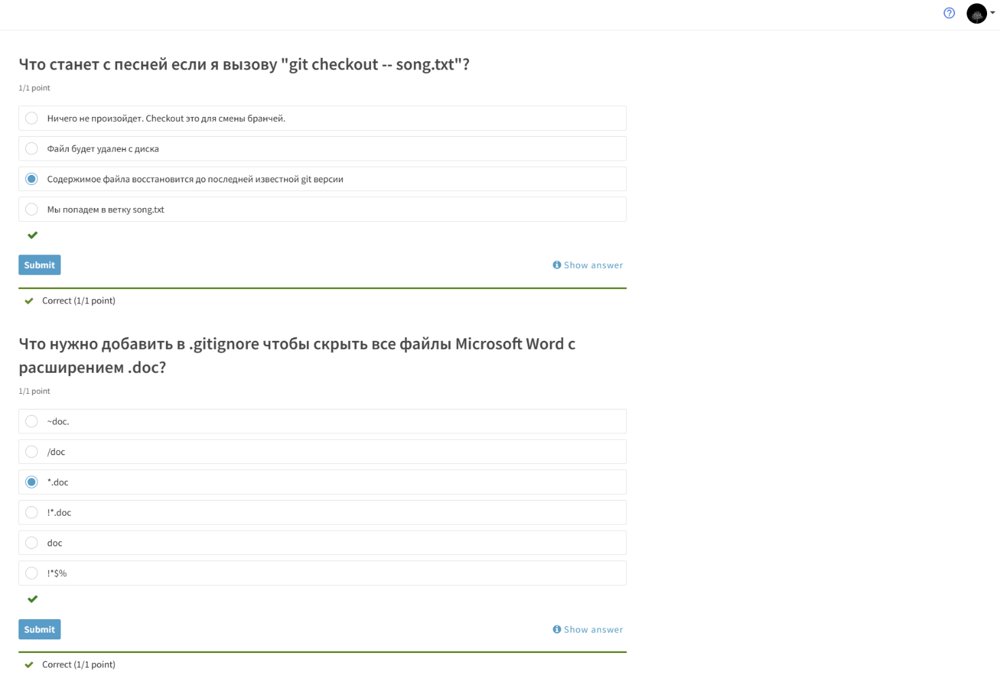 Что станет с песней если я вызову "git checkout -- song.txt"?
1/1 point
Ничего не произойдет. Checkout это для смены бранчей.
Файл будет удален с диска
Содержимое файла восстановится до последней известной git версии
Мы попадем в ветку song.txt
Submit
Show answer
Correct (1/1 point)
Что нужно добавить в .gitignore чтобы скрыть все файлы Microsoft Word с
расширением .doc?
1/1 point
~doc.
/doc
*.doc
!*.doc
doc
!*$%
Submit
Show answer
Correct (1/1 point)